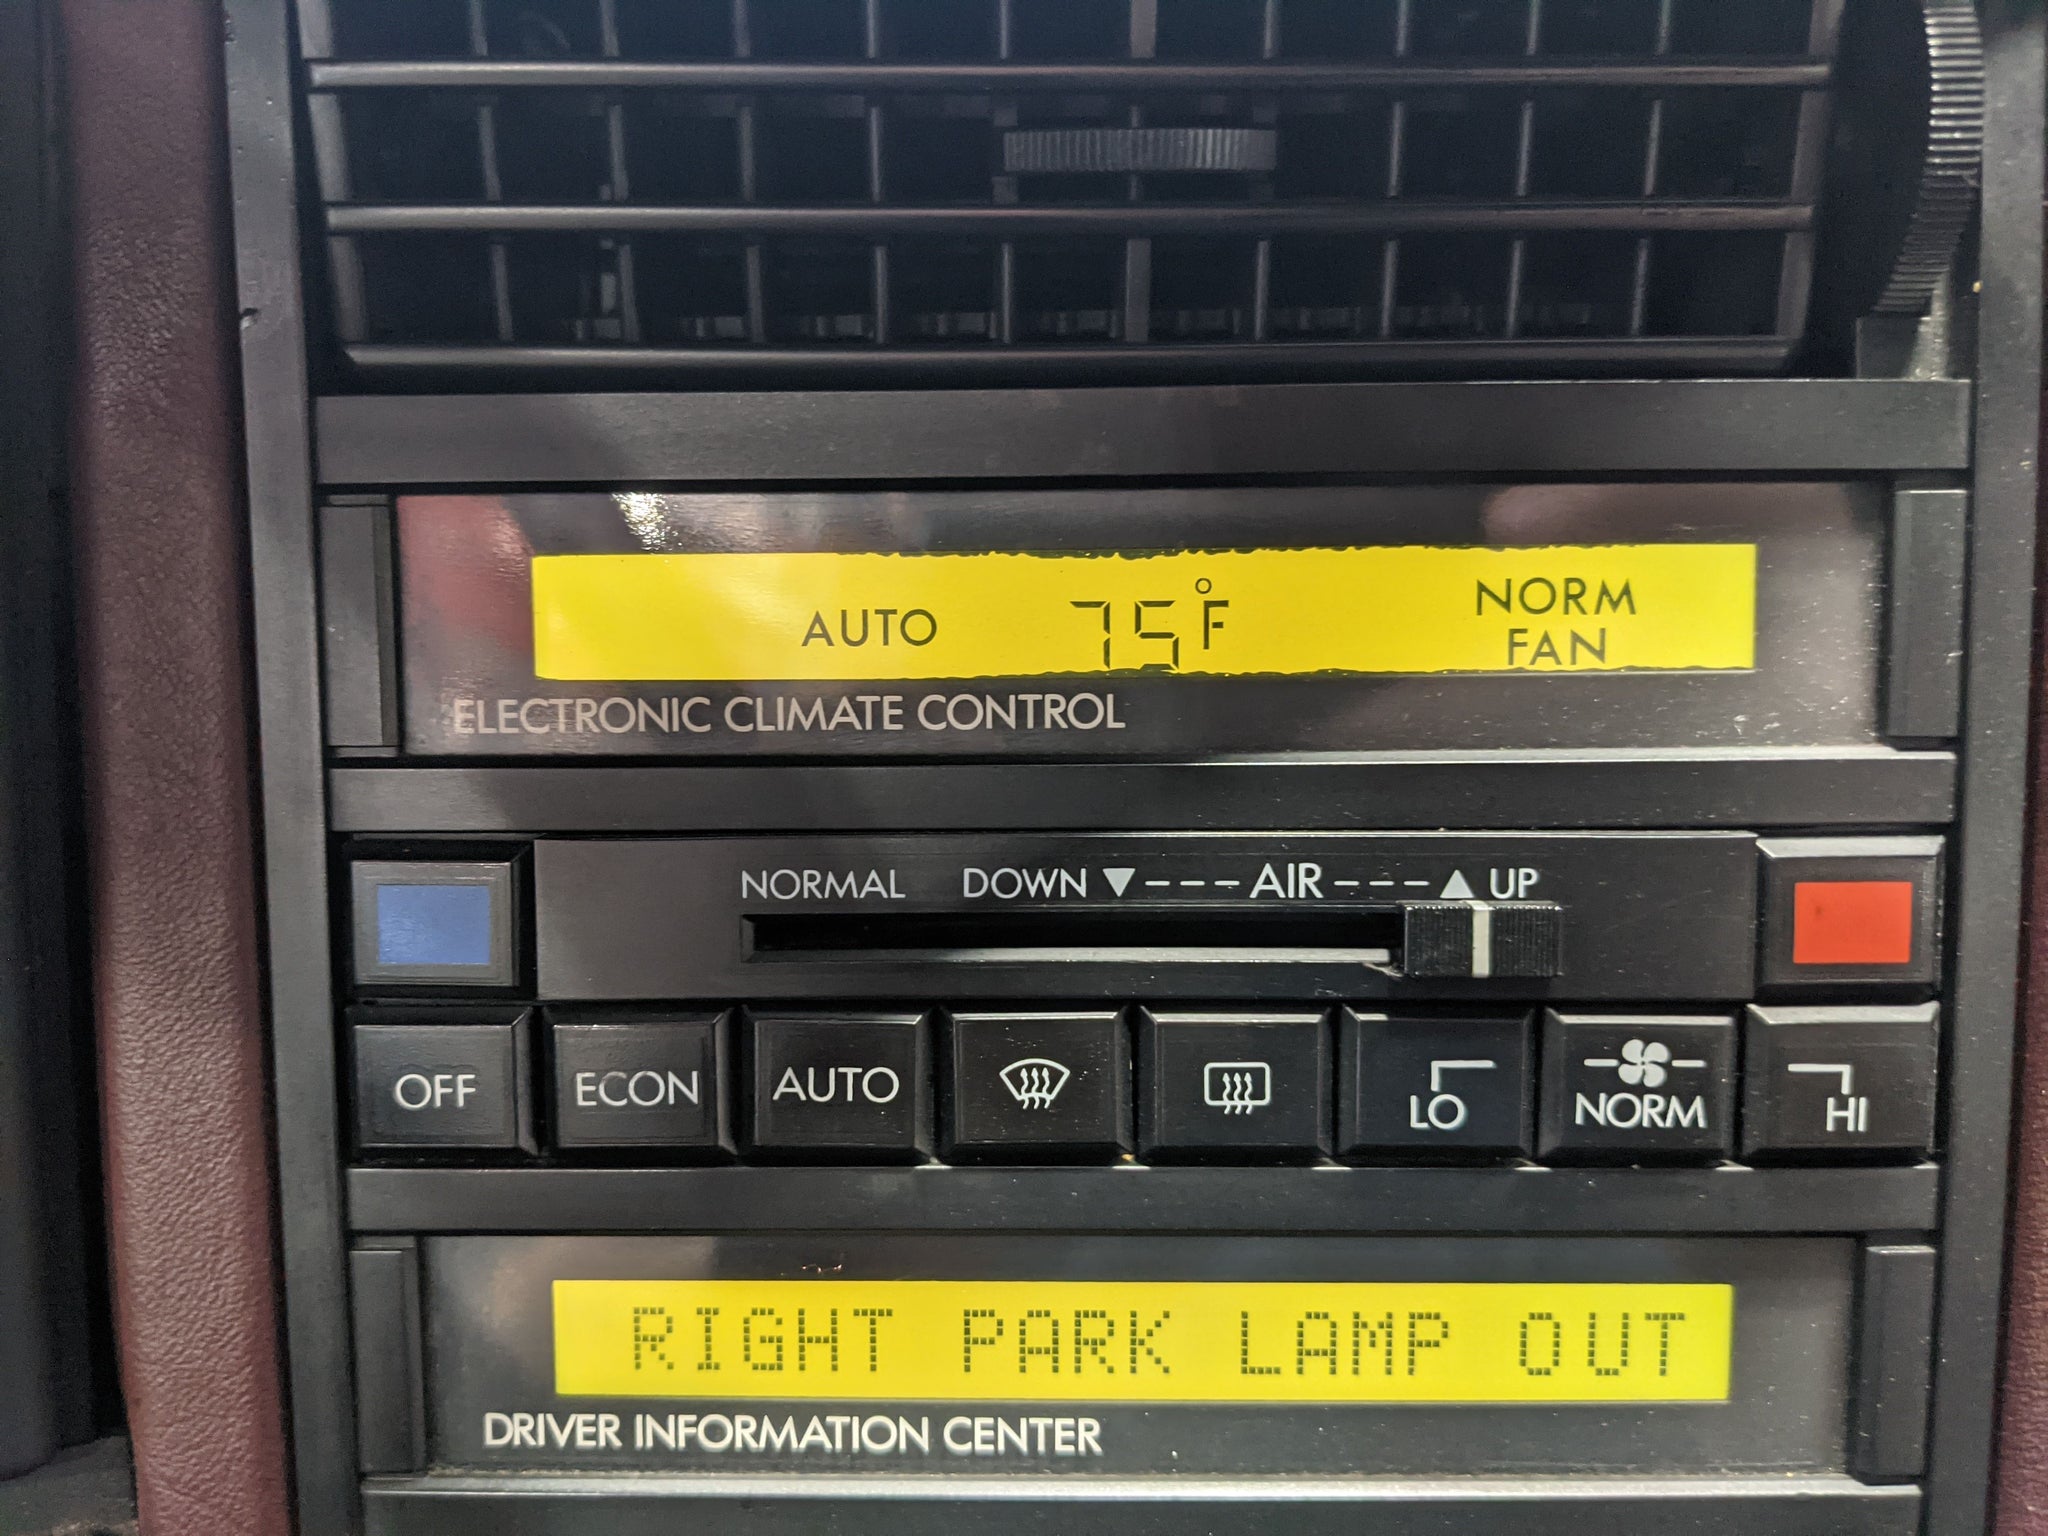 AUTO 75°F NORM
FAN
ELECTRONIC CLIMATE CONTROL
NORMAL DOWN ▼---AIR---▲ UP
OFF ECON AUTO LO NORM HI
RIGHT PARK LAMP OUT
DRIVER INFORMATION CENTER